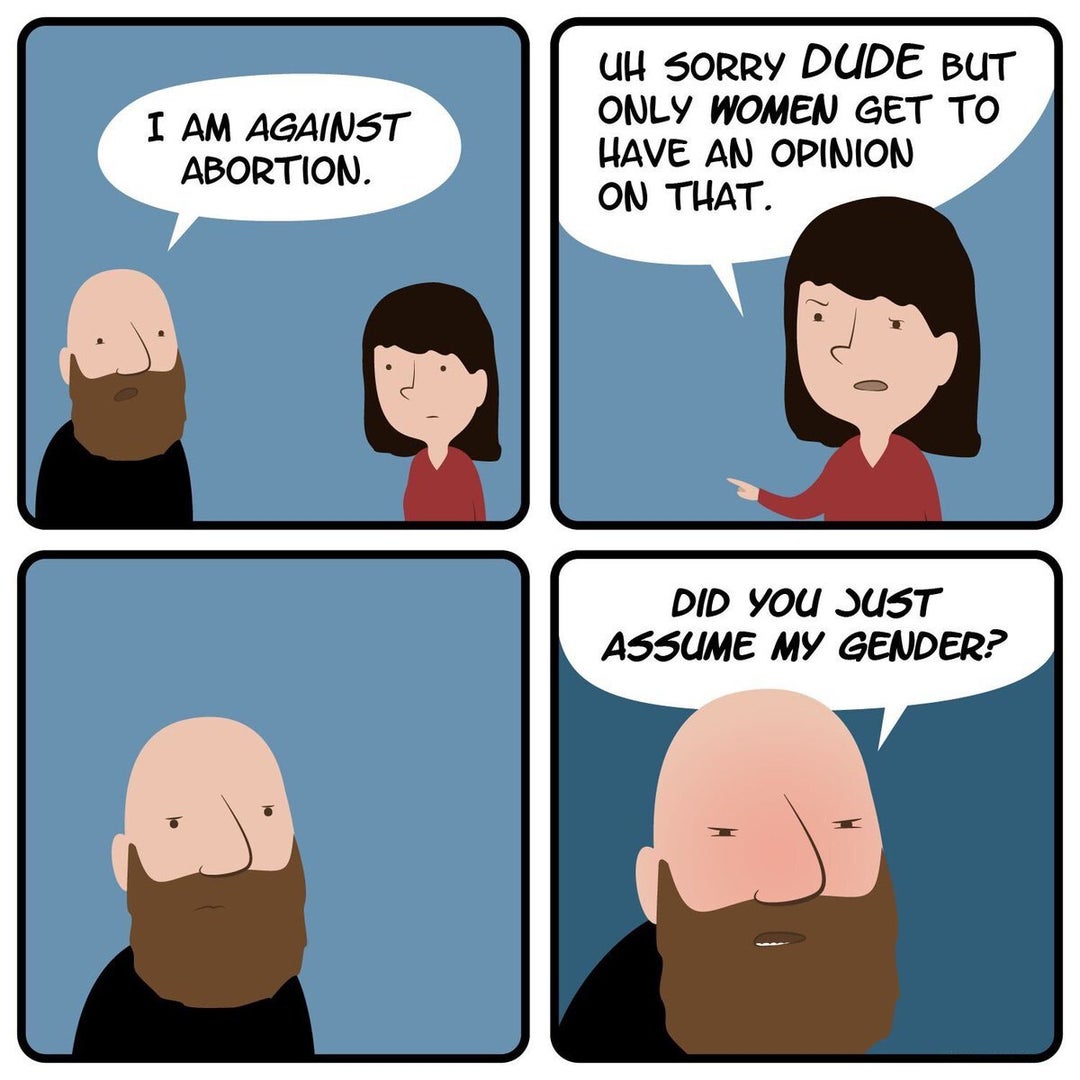 I AM AGAINST
ABORTION.
UH SORRY DUDE BUT
ONLY WOMEN GET TO
HAVE AN OPINION
ON THAT.
DID YOU JUST
ASSUME MY GENDER?